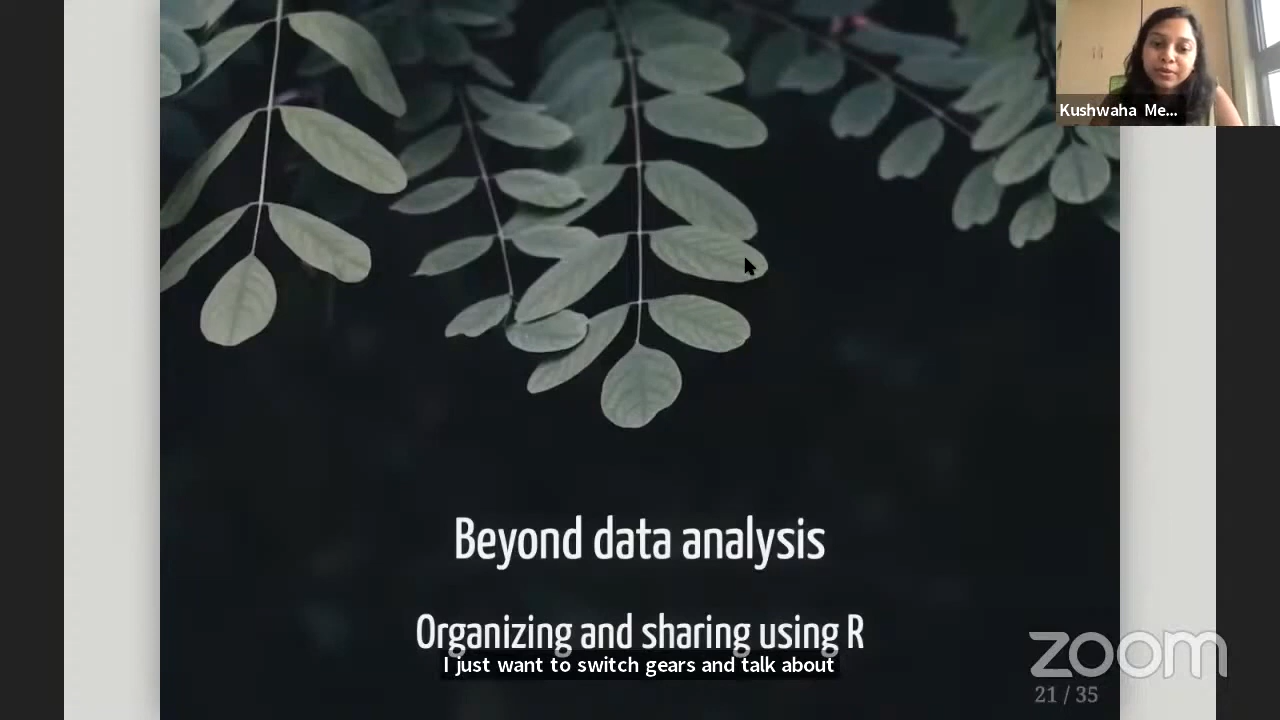 Kushwaha Me...
Beyond data analysis
Organizing and sharing using R
I just want to switch gears and talk about
zoom
21 / 35